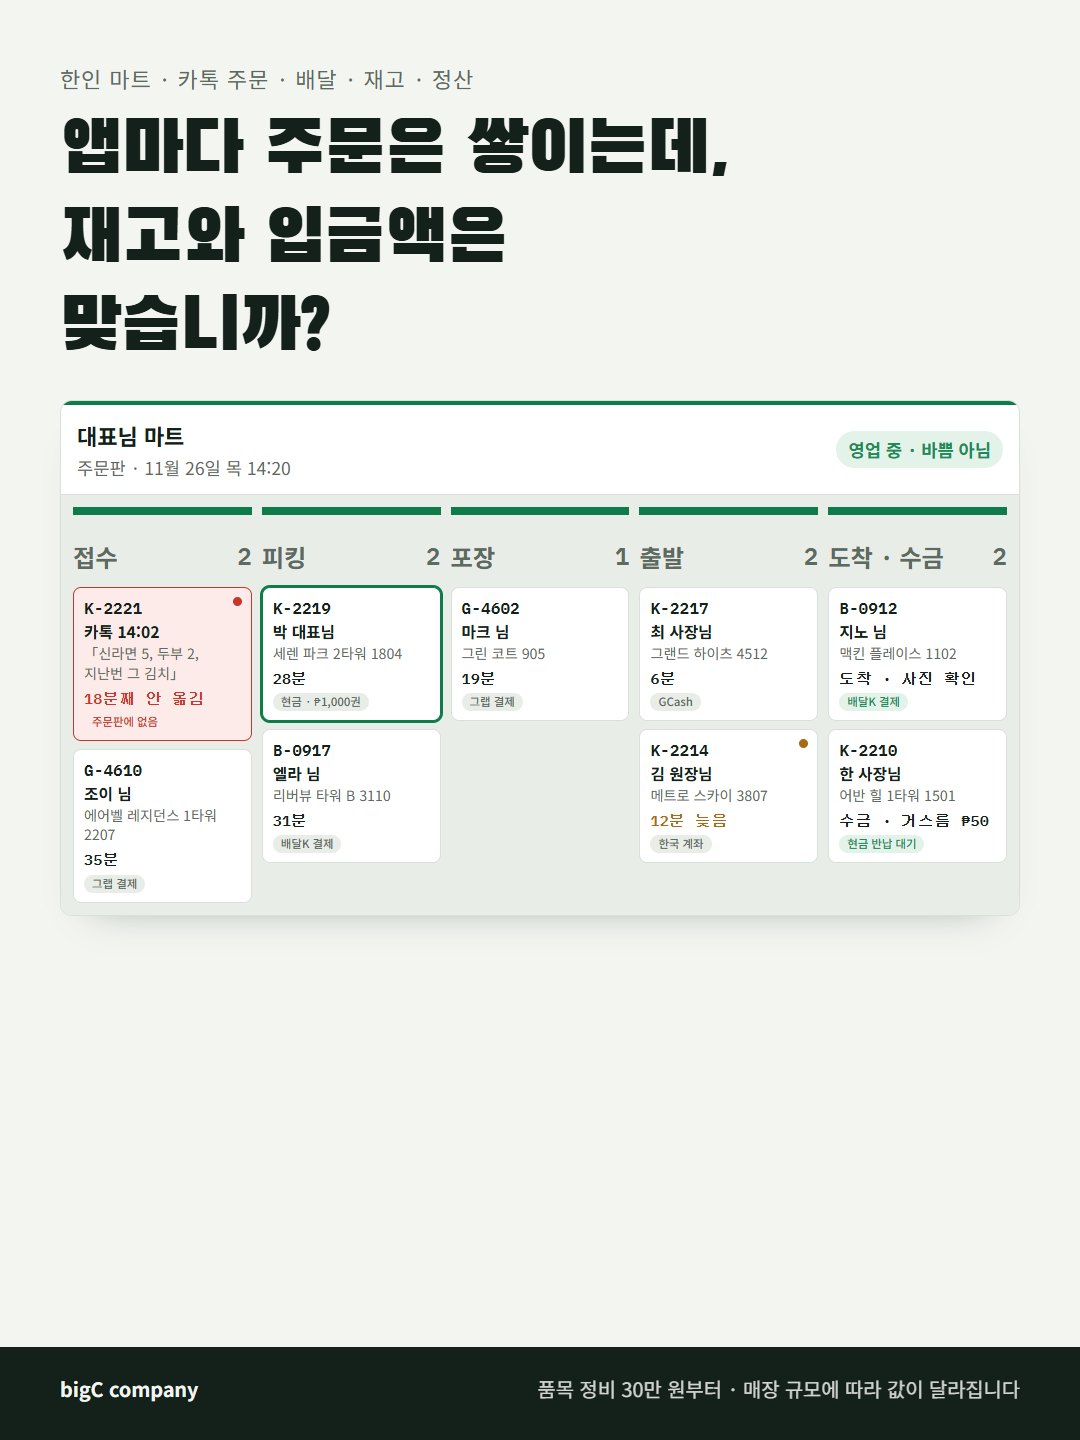 한인 마트 · 카톡 주문 · 배달 · 재고 · 정산
앱마다 주문은 쌓이는데,
재고와 입금액은
맞습니까?
대표님 마트
주문판 · 11월 26일 목 14:20
영업 중 · 바쁨 아님
접수 2
K-2221
카톡 14:02
「신라면 5, 두부 2,
지난번 그 김치」
18분째 안 옮김
주문판에 없음
G-4610
조이 님
에어벨 레지던스 1타워
2207
35분
그랩 결제
피킹 2
K-2219
박 대표님
세렌 파크 2타워 1804
28분
현금 · ₱1,000권
B-0917
엘라 님
리버뷰 타워 B 3110
31분
배달K 결제
포장 1
G-4602
마크 님
그린 코트 905
19분
그랩 결제
출발 2
K-2217
최 사장님
그랜드 하이츠 4512
6분
GCash
K-2214
김 원장님
메트로 스카이 3807
12분 늦음
한국 계좌
도착 · 수금 2
B-0912
지노 님
맥킨 플레이스 1102
도착 · 사진 확인
배달K 결제
K-2210
한 사장님
어반 힐 1타워 1501
수금 · 거스름 ₱50
현금 반납 대기
bigC company
품목 정비 30만 원부터 · 매장 규모에 따라 값이 달라집니다